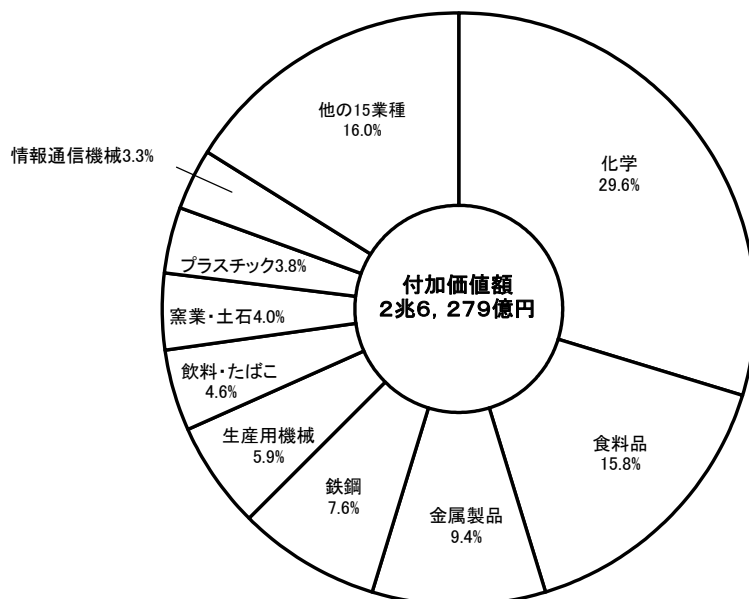 他の15業種
16.0%
情報通信機械3.3%
化学
29.6%
プラスチック3.8%
付加価値額
2兆6，279億円
窯業・土石4.0%
飲料・たばこ
4.6%
生産用機械
5.9%
食料品
15.8%
鉄鋼
7.6%
金属製品
9.4%